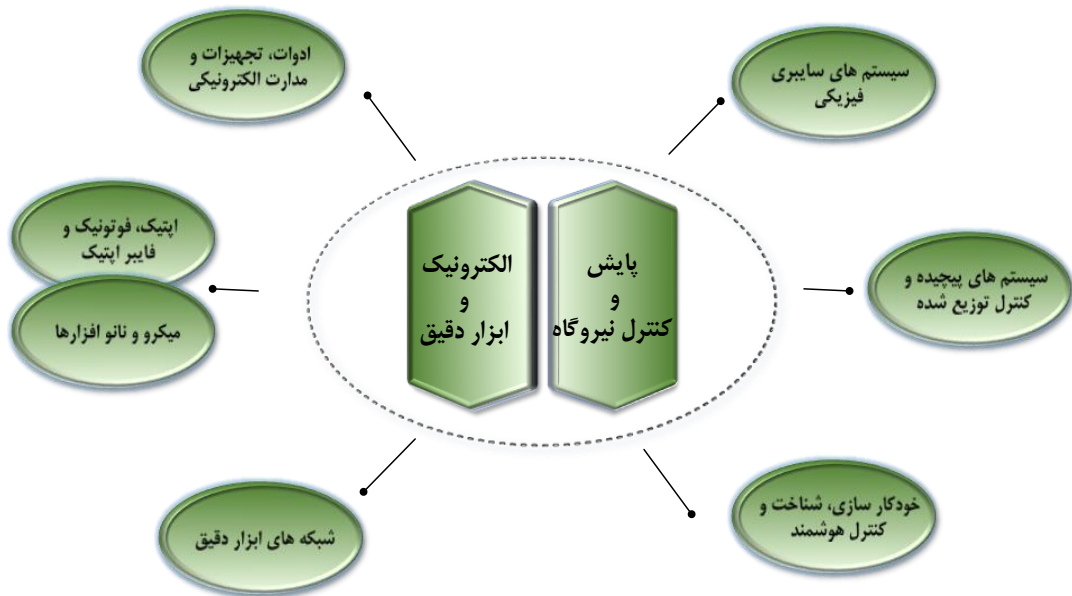 سیستم های سایبری
فیزیکی
ادوات، تجهیزات و
مدارت الکترونیکی
اپتیک، فوتونیک و
فایبر اپتیک
میکرو و نانو افزارها
سیستم های پیچیده و
کنترل توزیع شده
پایش
و
کنترل نیروگاه
الکترونیک
و
ابزار دقیق
خودکار سازی، شناخت و
کنترل هوشمند
شبکه های ابزار دقیق